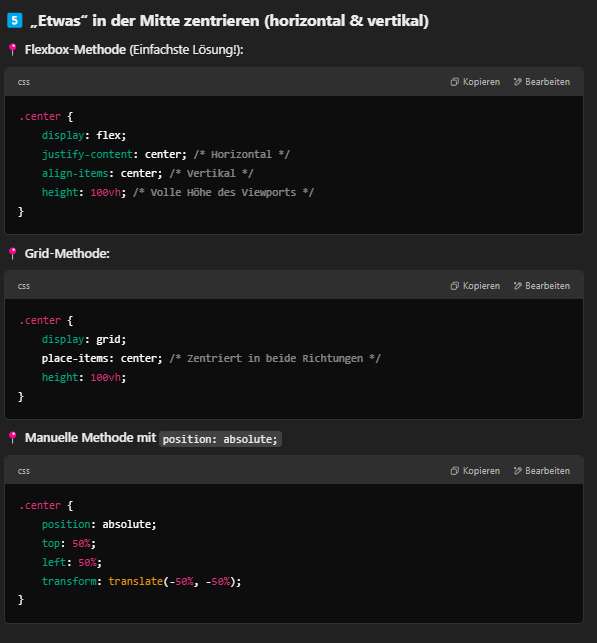 5 „Etwas“ in der Mitte zentrieren (horizontal & vertikal)
Flexbox-Methode (Einfachste Lösung!):
css Kopieren Bearbeiten
.center {
display: flex;
justify-content: center; /* Horizontal */
align-items: center; /* Vertikal */
height: 100vh; /* Volle Höhe des Viewports */
}
Grid-Methode:
css Kopieren Bearbeiten
.center {
display: grid;
place-items: center; /* Zentriert in beide Richtungen */
height: 100vh;
}
Manuelle Methode mit position: absolute;
css Kopieren Bearbeiten
.center {
position: absolute;
top: 50%;
left: 50%;
transform: translate(-50%, -50%);
}